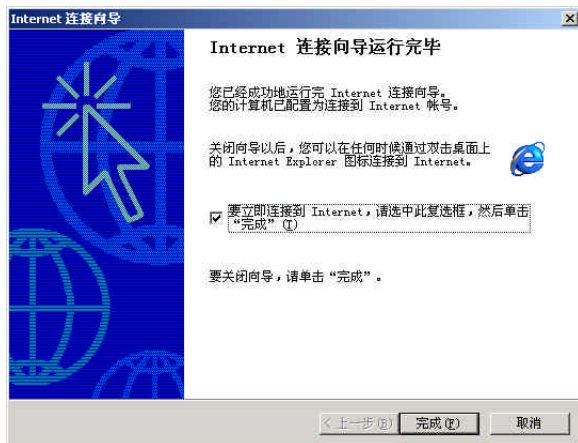 Internet 连接向导
Internet 连接向导运行完毕
您已经成功地运行完 Internet 连接向导。
您的计算机已配置为连接到 Internet 帐号。
关闭向导以后，您可以在任何时候通过双击桌面上
的 Internet Explorer 图标连接到 Internet。
要立即连接到 Internet，请选中此复选框，然后单击
“完成” (I)
要关闭向导，请单击“完成”。
< 上一步(B)
完成(F)
取消